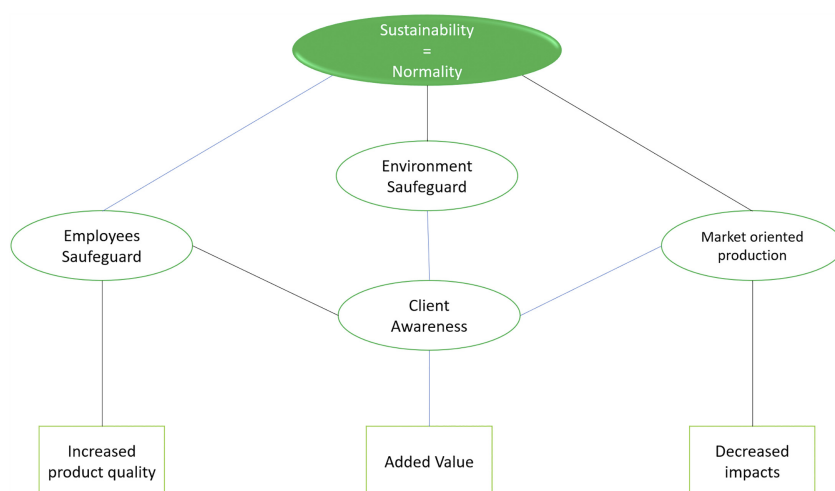 Sustainability
=
Normality
Environment
Saufeguard
Employees
Saufeguard
Market oriented
production
Client
Awareness
Increased
product quality
Added Value
Decreased
impacts